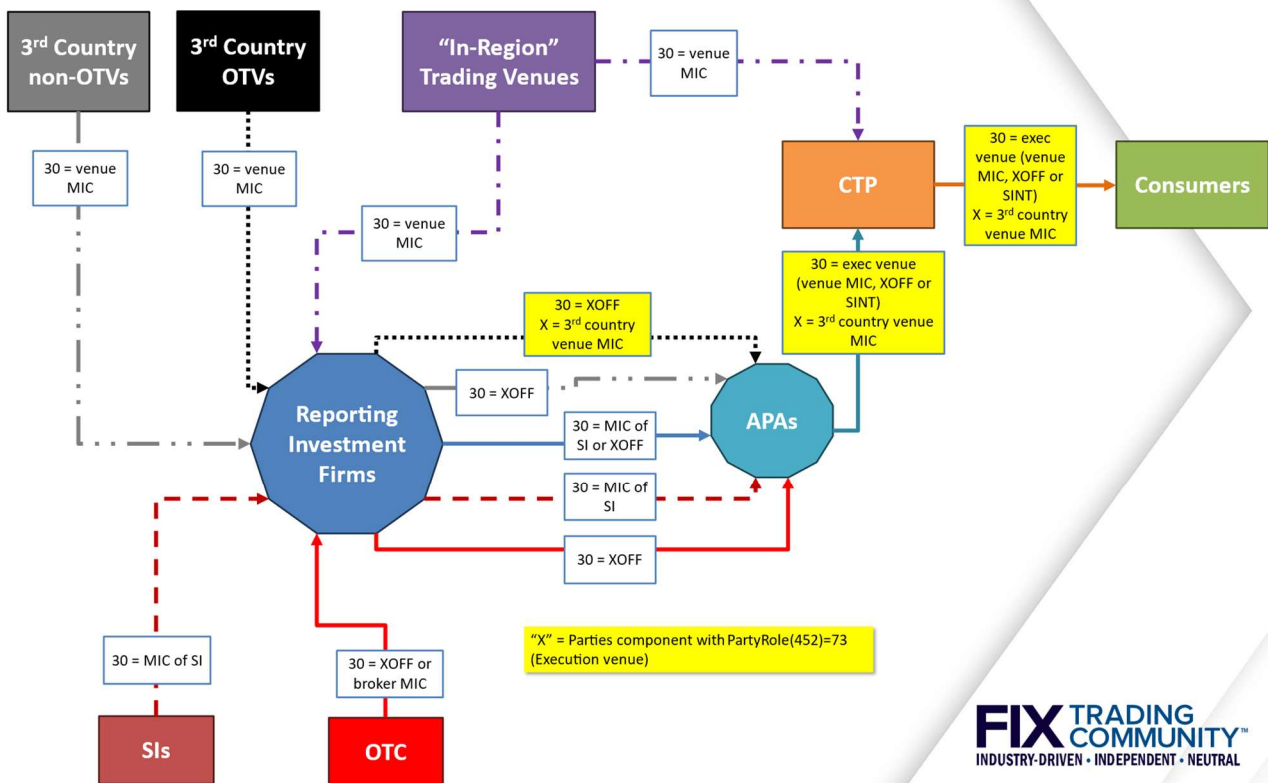 3rd Country
non-OTVs
3rd Country
OTVs
“In-Region”
Trading Venues
30 = venue
MIC
30 = venue
MIC
30 = venue
MIC
30 = venue
MIC
CTP
30 = exec
venue (venue
MIC, XOFF or
SINT)
X = 3rd country
venue MIC
Consumers
30 = exec venue
(venue MIC, XOFF or
SINT)
X = 3rd country venue
MIC
30 = XOFF
X = 3rd country
venue MIC
30 = XOFF
Reporting
Investment
Firms
30 = MIC of
SI or XOFF
APAs
30 = MIC of
SI
30 = XOFF
“X” = Parties component with PartyRole(452)=73
(Execution venue)
30 = MIC of SI
30 = XOFF or
broker MIC
SIs
OTC
FIX TRADING
COMMUNITY™
INDUSTRY-DRIVEN • INDEPENDENT • NEUTRAL